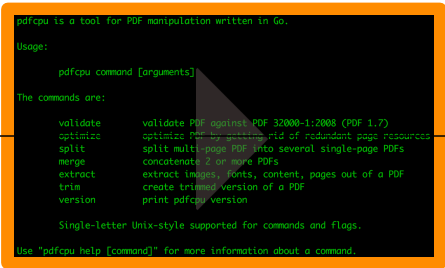 pdfcpu is a tool for PDF manipulation written in Go.
Usage:
pdfcpu command [arguments]
The commands are:
validate validate PDF against PDF 32000-1:2008 (PDF 1.7)
optimize optimize PDF by getting rid of redundant page resources
split split multi-page PDF into several single-page PDFs
merge concatenate 2 or more PDFs
extract extract images, fonts, content, pages out of a PDF
trim create trimmed version of a PDF
version print pdfcpu version
Single-letter Unix-style supported for commands and flags.
Use "pdfcpu help [command]" for more information about a command.